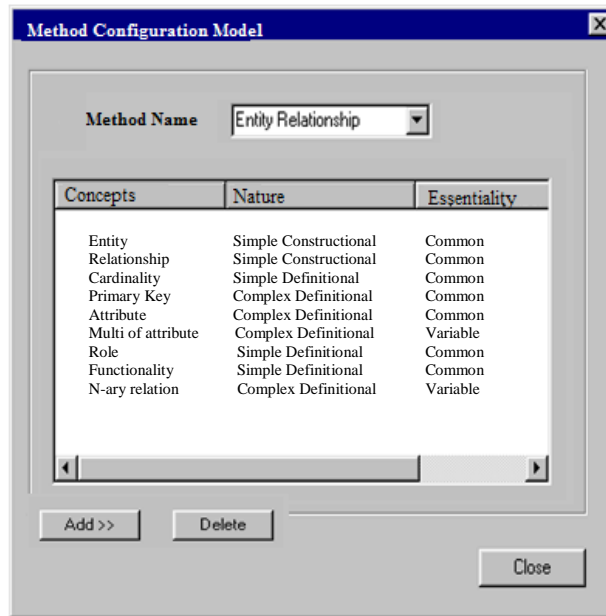 Method Configuration Model
Method Name Entity Relationship
Concepts Nature Essentiality
Entity Simple Constructional Common
Relationship Simple Constructional Common
Cardinality Simple Definitional Common
Primary Key Complex Definitional Common
Attribute Complex Definitional Common
Multi of attribute Complex Definitional Variable
Role Simple Definitional Common
Functionality Simple Definitional Common
N-ary relation Complex Definitional Variable
Add >> Delete
Close